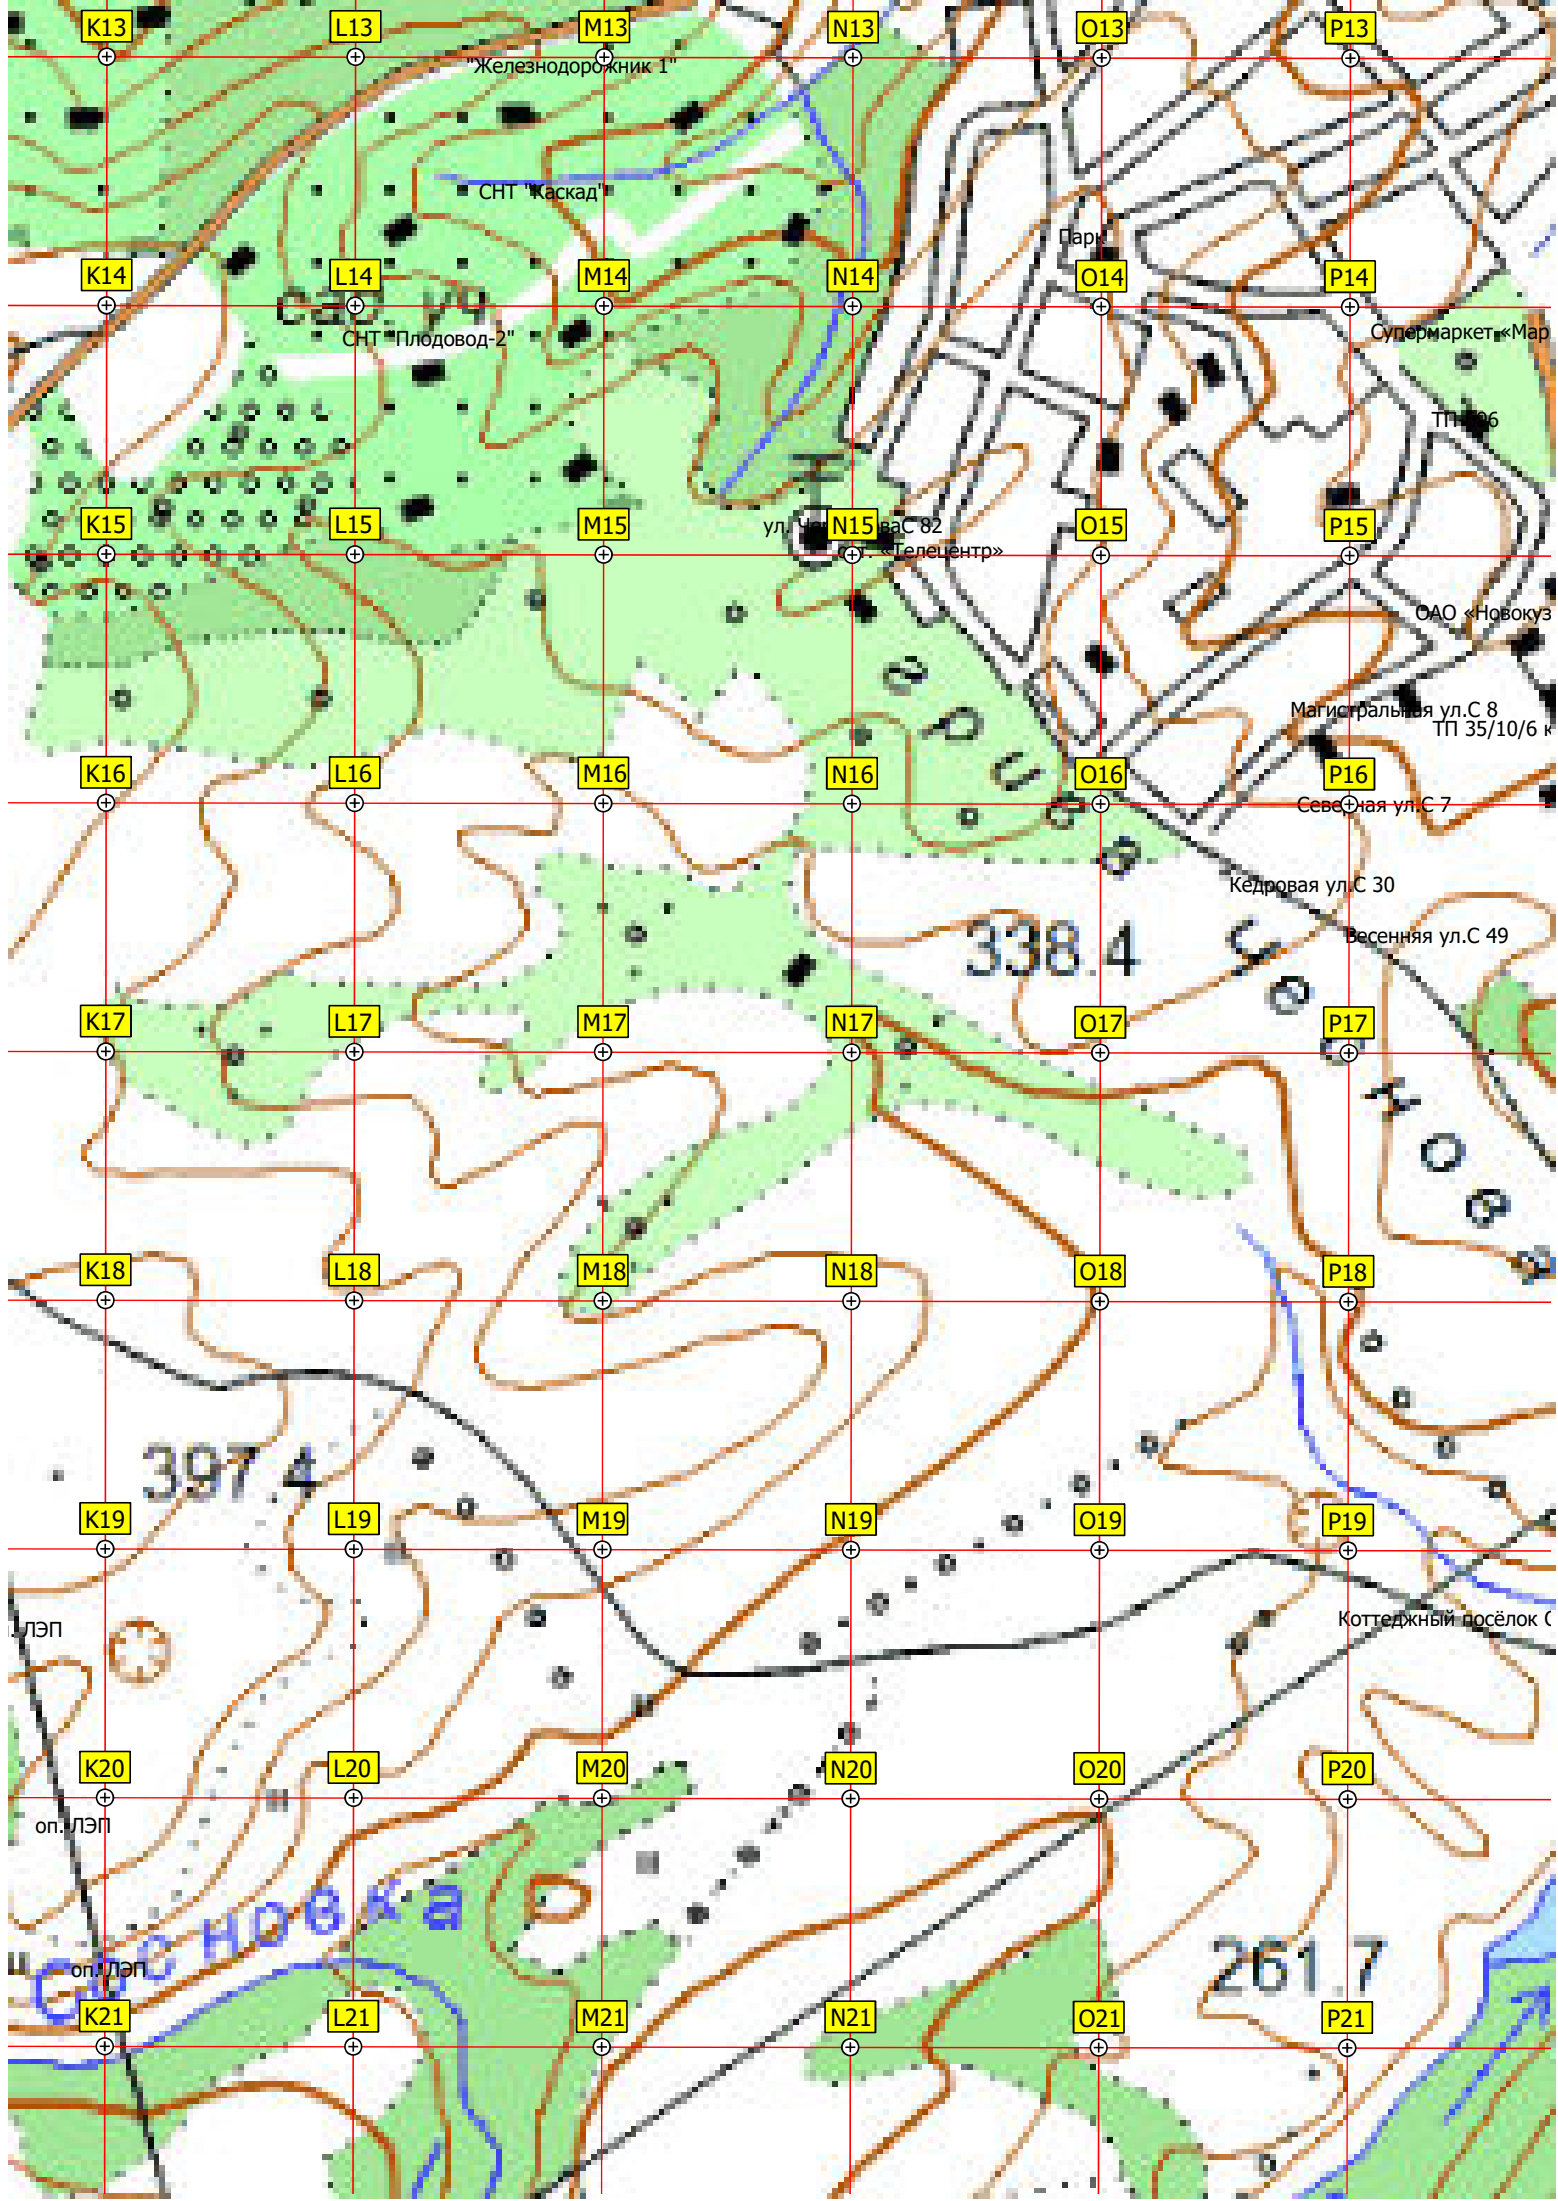 K13 L13 M13 N13 O13 P13
"Железнодорожник 1"
СНТ "Каскад"
Парк
K14 L14 M14 N14 O14 P14
сад. уч.
СНТ "Плодовод-2"
Супермаркет «Мар
K15 L15 M15 N15 O15 P15
«Телецентр»
ОАО «Новокуз
Магистральная ул.С 8
ТП 35/10/6 к
K16 L16 M16 N16 O16 P16
Северная ул.С 7
Кедровая ул.С 30
338.4
Весенняя ул.С 49
K17 L17 M17 N17 O17 P17
K18 L18 M18 N18 O18 P18
397.4
K19 L19 M19 N19 O19 P19
Коттеджный посёлок С
ЛЭП
K20 L20 M20 N20 O20 P20
оп. ЛЭП
Сосновка
261.7
оп. ЛЭП
K21 L21 M21 N21 O21 P21